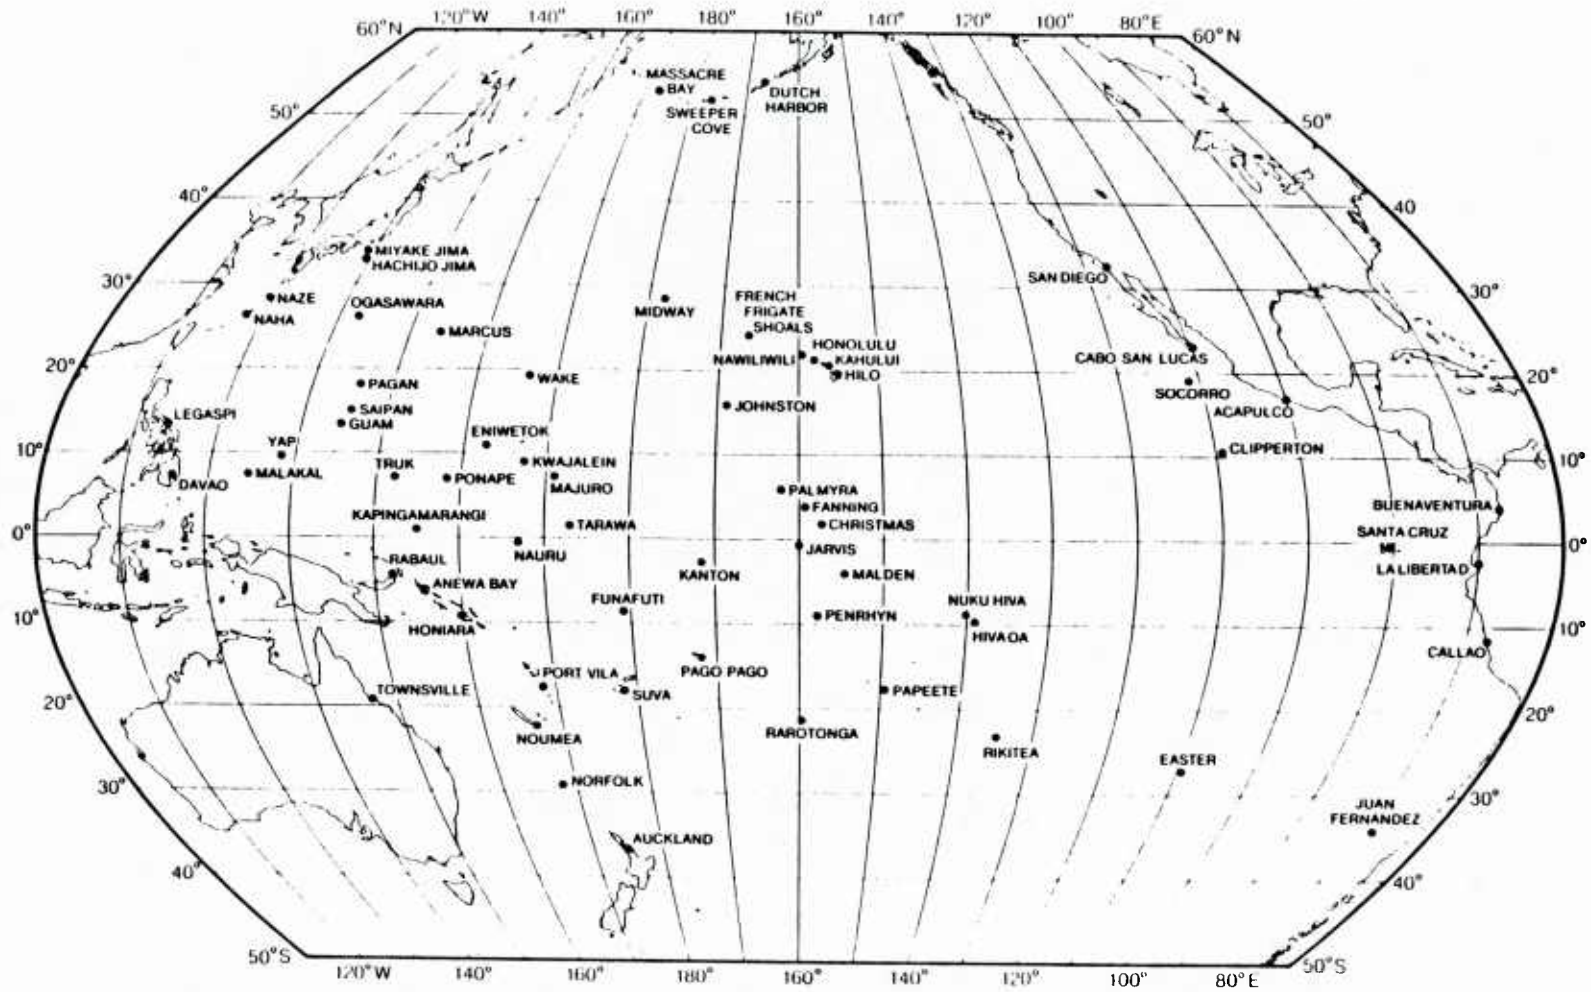 120°W 140° 160° 180° 160° 140° 120° 100° 80°E
60°N 60°N
MASSACRE
BAY
DUTCH
HARBOR
SWEEPER
COVE
50° 50°
40° 40
MIYAKE JIMA
HACHIJO JIMA
SAN DIEGO
30° 30°
NAZE
OGASAWARA
NAHA
MARCUS
MIDWAY
FRENCH
FRIGATE
SHOALS
HONOLULU
NAWILIWILI
KAHULUI
HILO
CABO SAN LUCAS
20° 20°
PAGAN
WAKE
SOCORRO
ACAPULCO
LEGASPI
SAIPAN
GUAM
JOHNSTON
ENIWETOK
YAP
10° 10°
CLIPPERTON
TRUK
KWAJALEIN
MALAKAL
PONAPE
DAVAO
MAJURO
PALMYRA
FANNING
BUENAVENTURA
KAPINGAMARANGI
TARAWA
CHRISTMAS
SANTA CRUZ
0° 0°
NAURU
JARVIS
RABAUL
LA LIBERTAD
KANTON
MALDEN
ANEWA BAY
FUNAFUTI
NUKU HIVA
10° 10°
PENRHYN
HONIARA
HIVA OA
CALLAO
PORT VILA
PAGO PAGO
TOWNSVILLE
SUVA
PAPEETE
20° 20°
NOUMEA
RAROTONGA
RIKITEA
EASTER
30° 30°
NORFOLK
JUAN
FERNANDEZ
AUCKLAND
40° 40°
50°S 50°S
120°W 140° 160° 180° 160° 140° 120° 100° 80°E